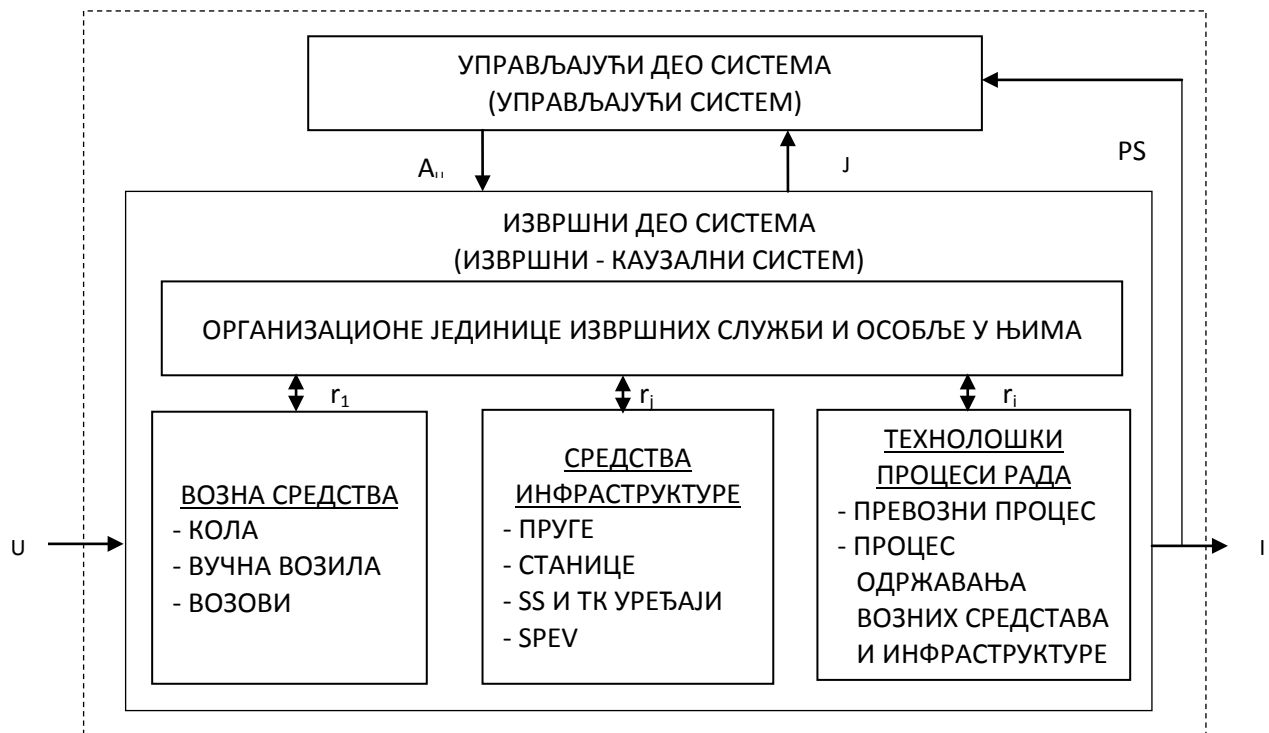 УПРАВЉАЈУЋИ ДЕО СИСТЕМА
(УПРАВЉАЈУЋИ СИСТЕМ)
PS
J
ИЗВРШНИ ДЕО СИСТЕМА
(ИЗВРШНИ - КАУЗАЛНИ СИСТЕМ)
ОРГАНИЗАЦИОНЕ ЈЕДИНИЦЕ ИЗВРШНИХ СЛУЖБИ И ОСОБЉЕ У ЊИМА
r₁
rⱼ
rᵢ
ВОЗНА СРЕДСТВА
- КОЛА
- ВУЧНА ВОЗИЛА
- ВОЗОВИ
СРЕДСТВА
ИНФРАСТРУКТУРЕ
- ПРУГЕ
- СТАНИЦЕ
- SS И ТК УРЕЂАЈИ
- SPEV
ТЕХНОЛОШКИ
ПРОЦЕСИ РАДА
- ПРЕВОЗНИ ПРОЦЕС
- ПРОЦЕС
ОДРЖАВАЊА
ВОЗНИХ СРЕДСТАВА
И ИНФРАСТРУКТУРЕ
U
I